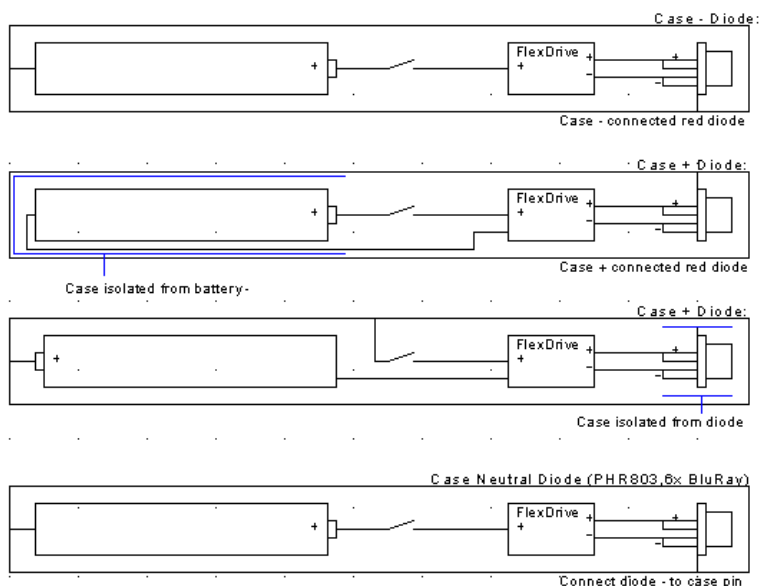 Case - Diode:
FlexDrive
+ + +
+ - -
Case - connected red diode
Case + Diode:
FlexDrive
+ + +
- -
Case + connected red diode
Case isolated from battery-
Case + Diode:
FlexDrive
+ + + +
- -
Case isolated from diode
Case Neutral Diode (PHR803,6x BluRay)
FlexDrive
+ + + +
- -
Connect diode - to case pin